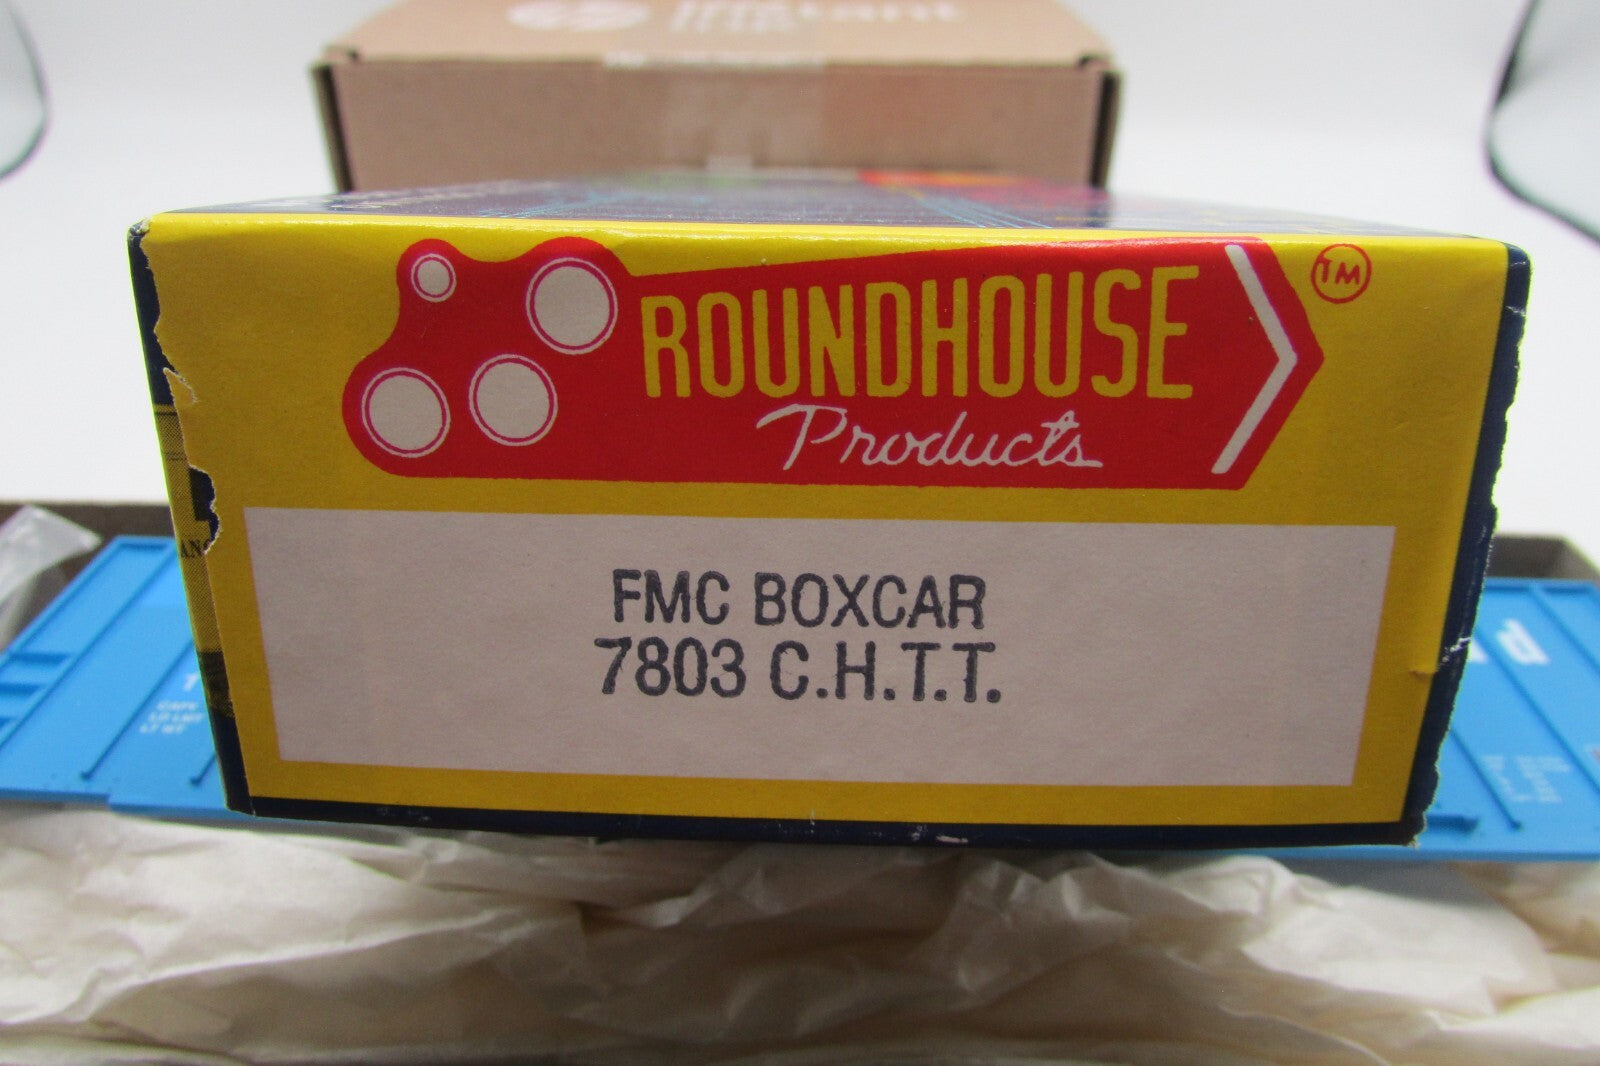 ROUNDHOUSE
TM
Products
FMC BOXCAR
7803 C.H.T.T.